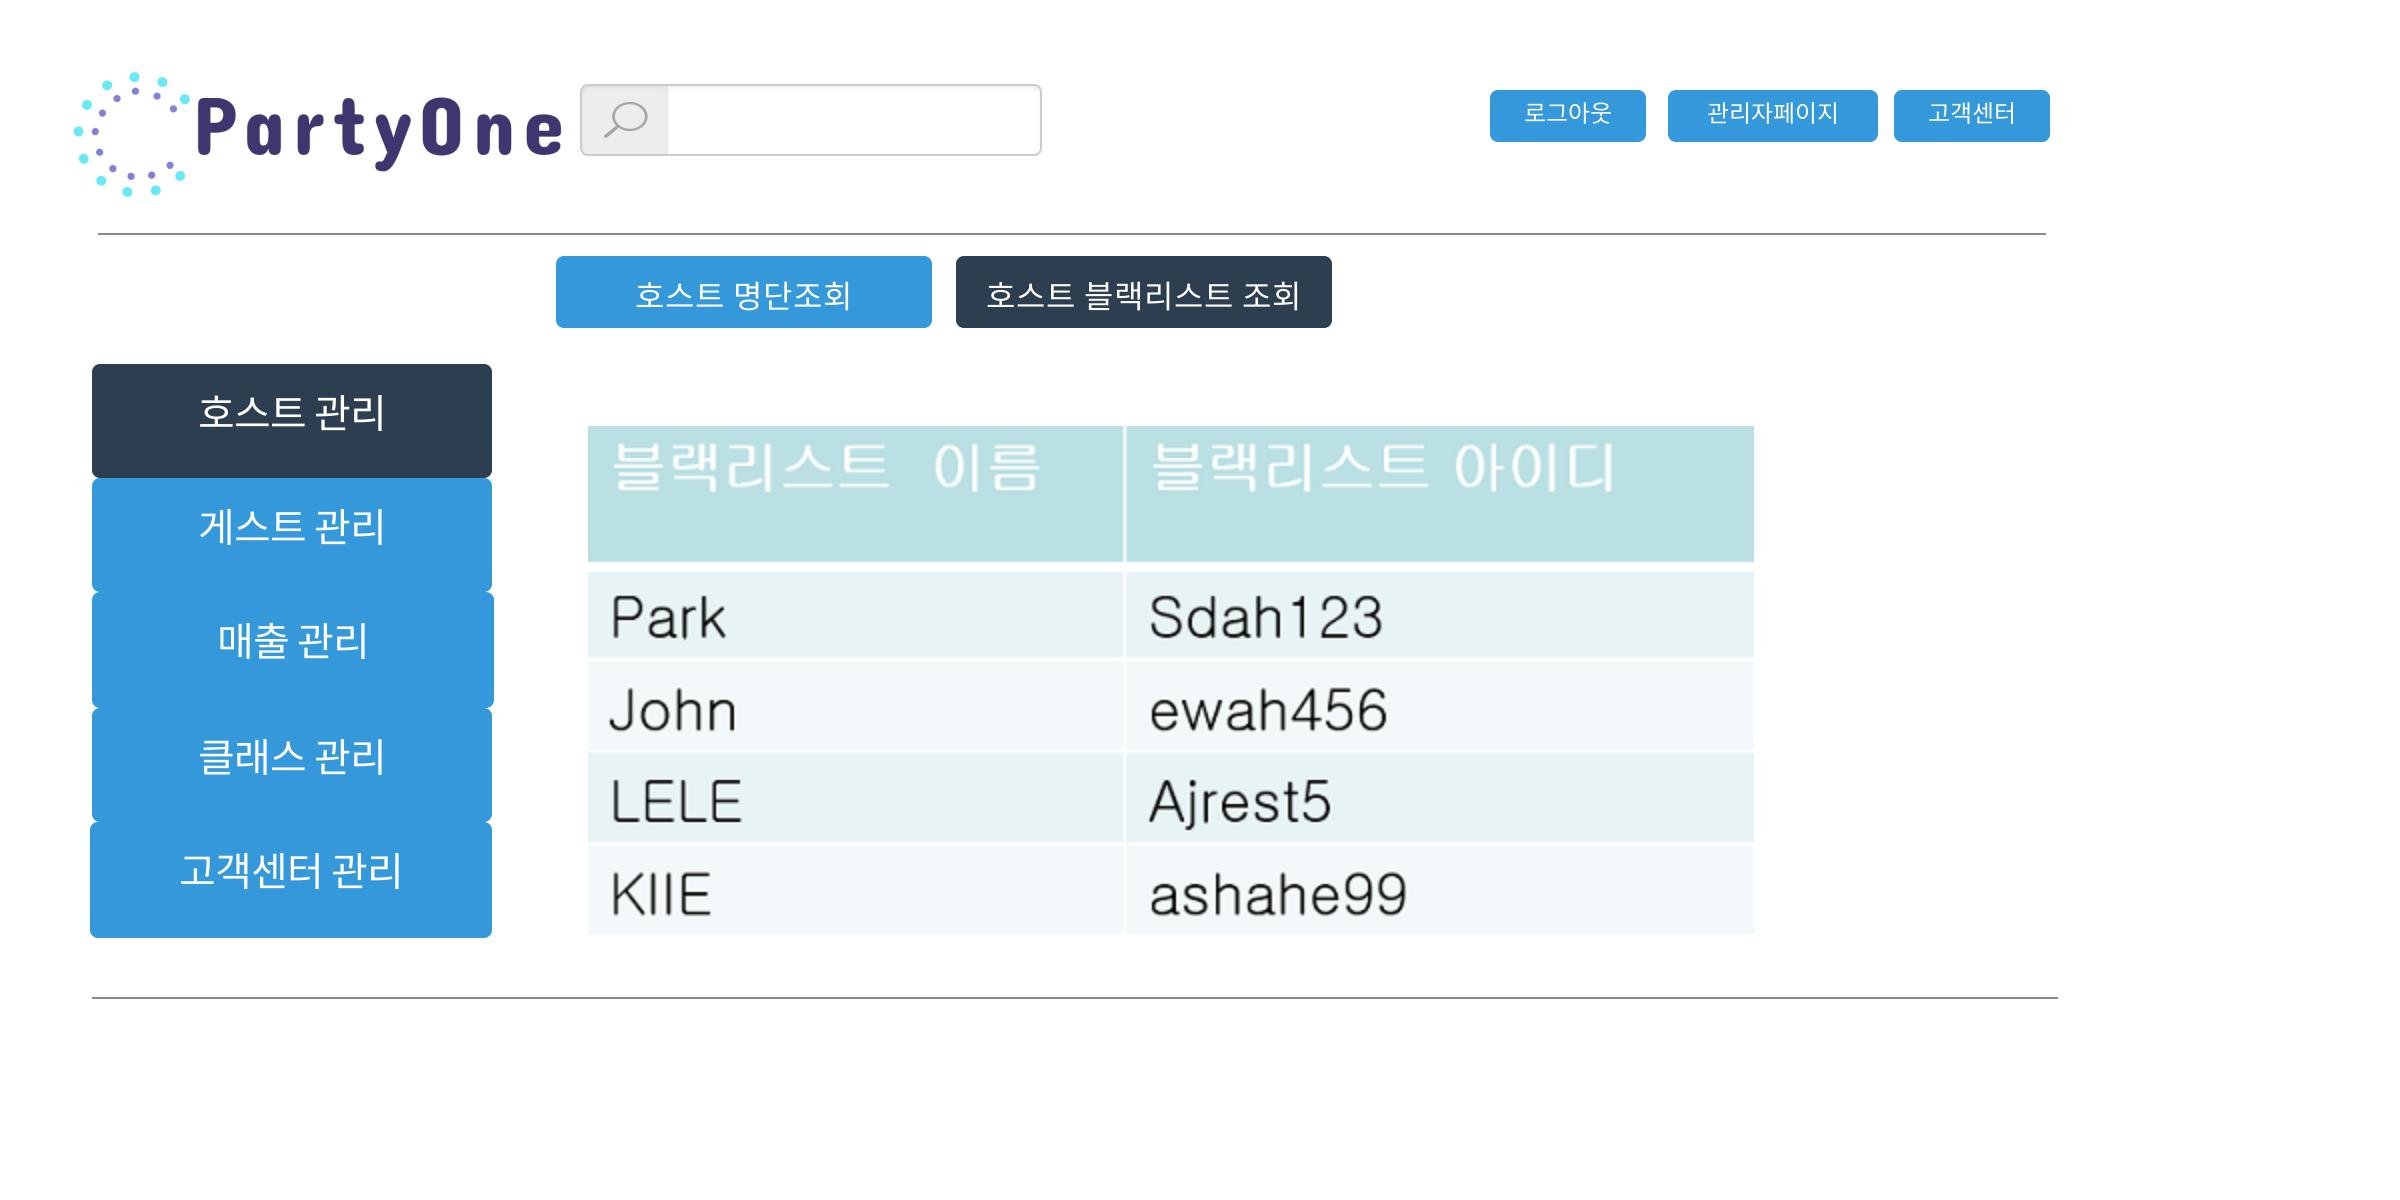 PartyOne
로그아웃 관리자페이지 고객센터
호스트 명단조회 호스트 블랙리스트 조회
호스트 관리
게스트 관리
매출 관리
클래스 관리
고객센터 관리
블랙리스트 이름 블랙리스트 아이디
Park Sdah123
John ewah456
LELE Ajrest5
KIIE ashahe99